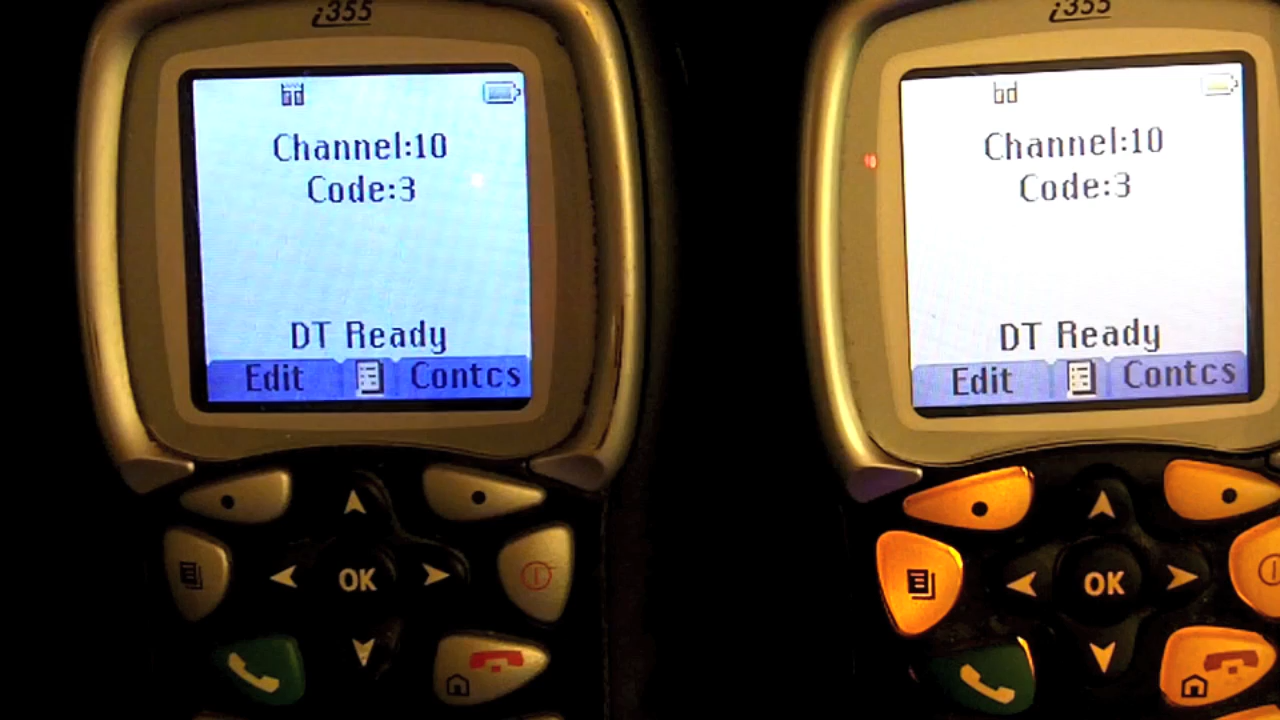 i355
Channel:10
Code:3
DT Ready
Edit
Contcs
OK
i355
Channel:10
Code:3
DT Ready
Edit
Contcs
OK